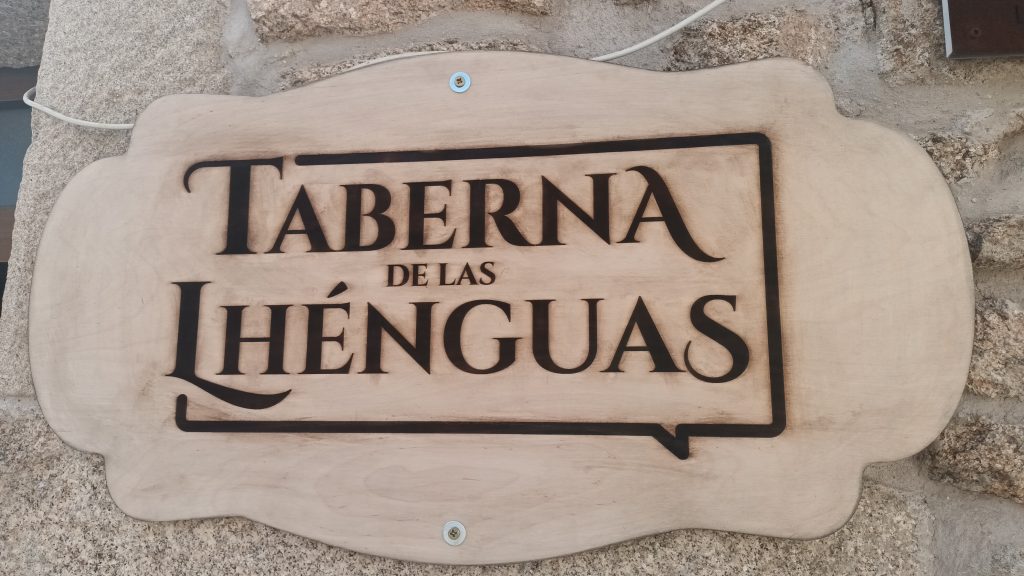 TABERNA
DE LAS
LHÉNGUAS